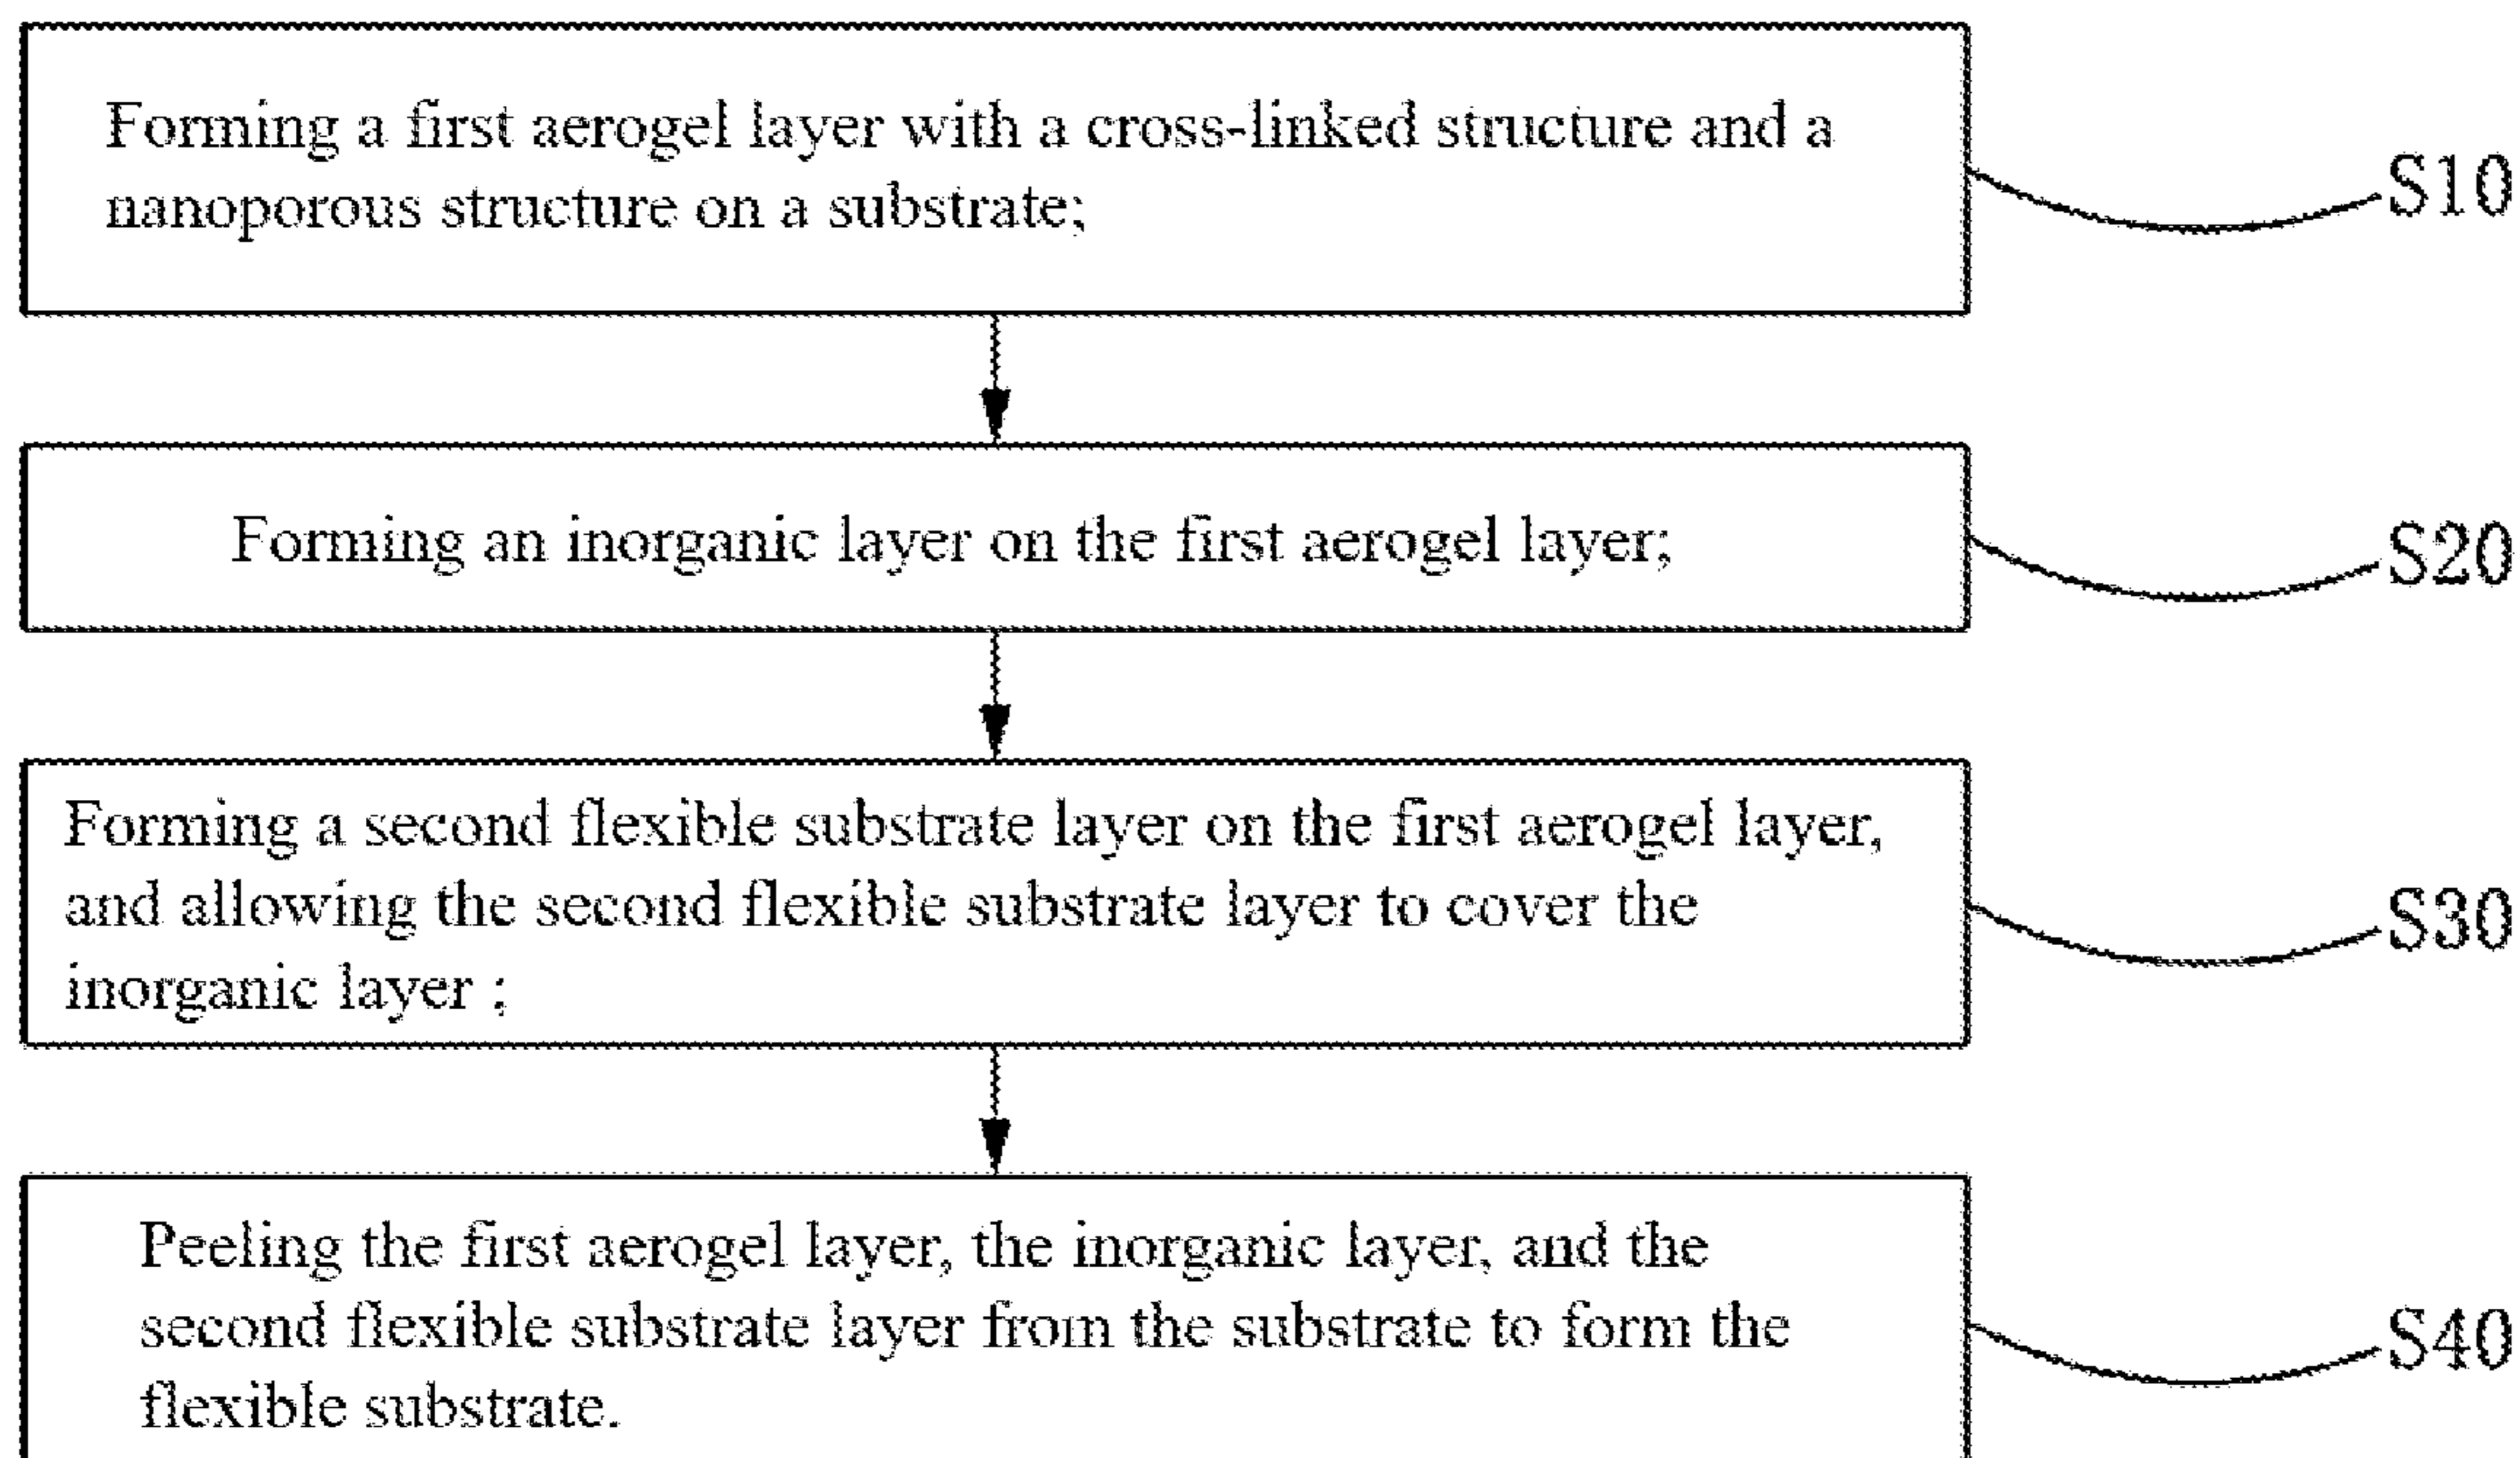 Forming a first aerogel layer with a cross-linked structure and a
nanoporous structure on a substrate;
S10
Forming an inorganic layer on the first aerogel layer;
S20
Forming a second flexible substrate layer on the first aerogel layer,
and allowing the second flexible substrate layer to cover the
inorganic layer ;
S30
Peeling the first aerogel layer, the inorganic layer, and the
second flexible substrate layer from the substrate to form the
flexible substrate.
S40